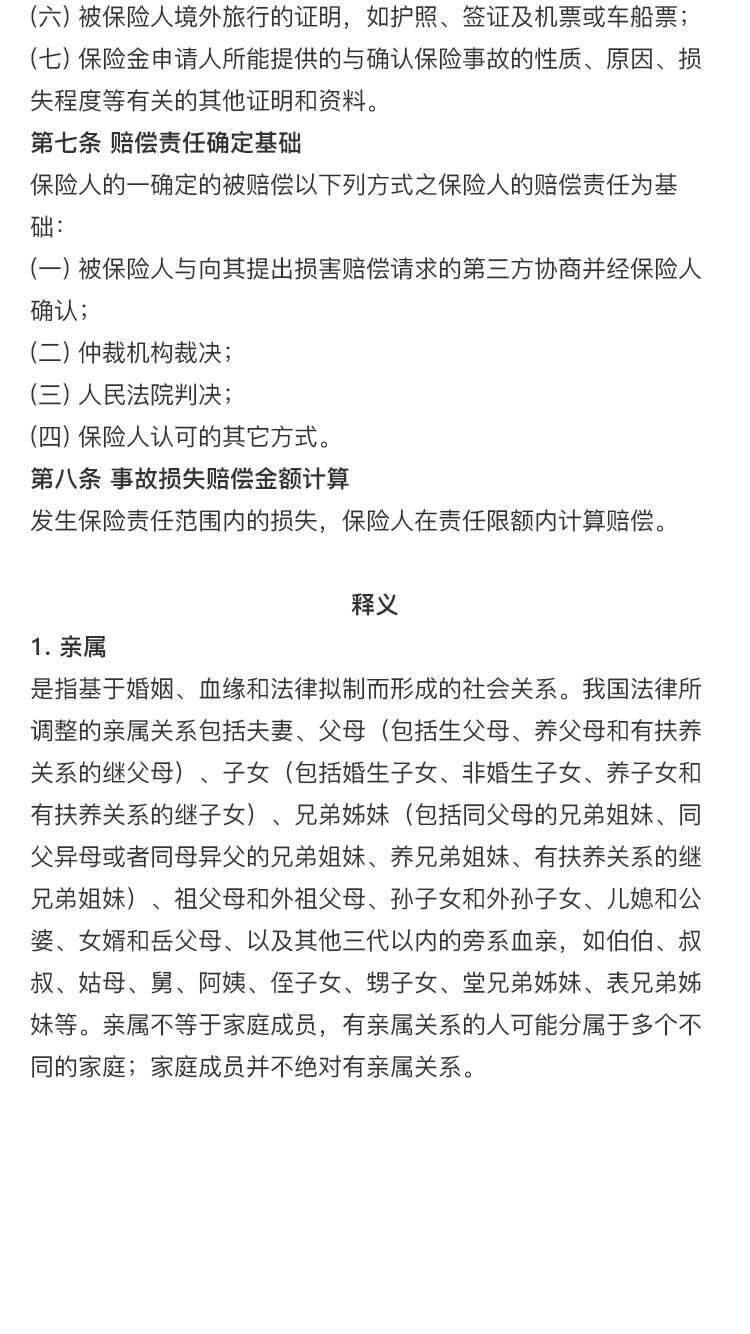 (六) 被保险人境外旅行的证明，如护照、签证及机票或车船票；
(七) 保险金申请人所能提供的与确认保险事故的性质、原因、损
失程度等有关的其他证明和资料。
第七条 赔偿责任确定基础
保险人的一确定的被赔偿以下列方式之保险人的赔偿责任为基
础：
(一) 被保险人与向其提出损害赔偿请求的第三方协商并经保险人
确认；
(二) 仲裁机构裁决；
(三) 人民法院判决；
(四) 保险人认可的其它方式。
第八条 事故损失赔偿金额计算
发生保险责任范围内的损失，保险人在责任限额内计算赔偿。
释义
1. 亲属
是指基于婚姻、血缘和法律拟制而形成的社会关系。我国法律所
调整的亲属关系包括夫妻、父母（包括生父母、养父母和有扶养
关系的继父母）、子女（包括婚生子女、非婚生子女、养子女和
有扶养关系的继子女）、兄弟姊妹（包括同父母的兄弟姐妹、同
父异母或者同母异父的兄弟姐妹、养兄弟姐妹、有扶养关系的继
兄弟姐妹）、祖父母和外祖父母、孙子女和外孙子女、儿媳和公
婆、女婿和岳父母、以及其他三代以内的旁系血亲，如伯伯、叔
叔、姑母、舅、阿姨、侄子女、甥子女、堂兄弟姊妹、表兄弟姊
妹等。亲属不等于家庭成员，有亲属关系的人可能分属于多个不
同的家庭；家庭成员并不绝对有亲属关系。